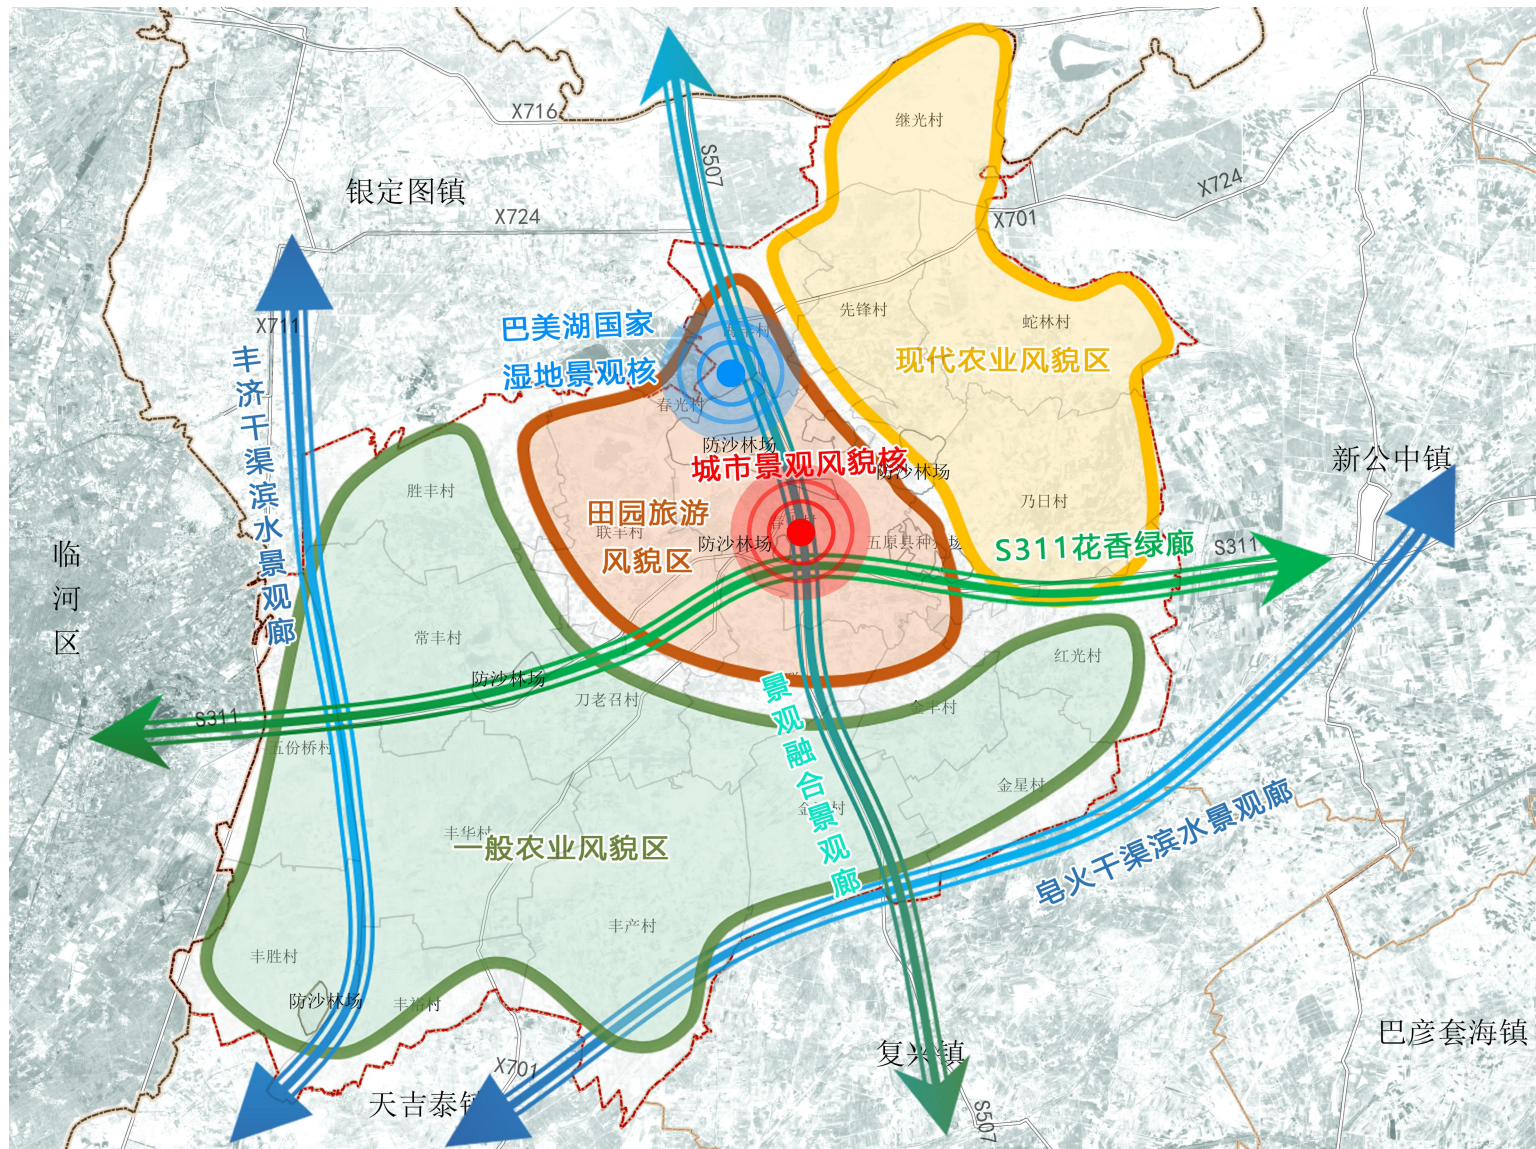 继光村
X716
S507
银定图镇
X724
X724
X701
先锋村
蛇林村
X711
巴美湖国家
湿地景观核
现代农业风貌区
丰济干渠滨水景观廊
春光村
防沙林场
城市景观风貌核
防沙林场
新公中镇
胜丰村
乃日村
田园旅游
风貌区
联丰村
防沙林场
S311花香绿廊
S311
临河区
常丰村
红光村
防沙林场
刀老召村
金丰村
S311
五份桥村
景观融合景观廊
金星村
丰华村
一般农业风貌区
皂火干渠滨水景观廊
丰产村
丰胜村
防沙林场
丰裕村
复兴镇
巴彦套海镇
X701
天吉泰镇
S507